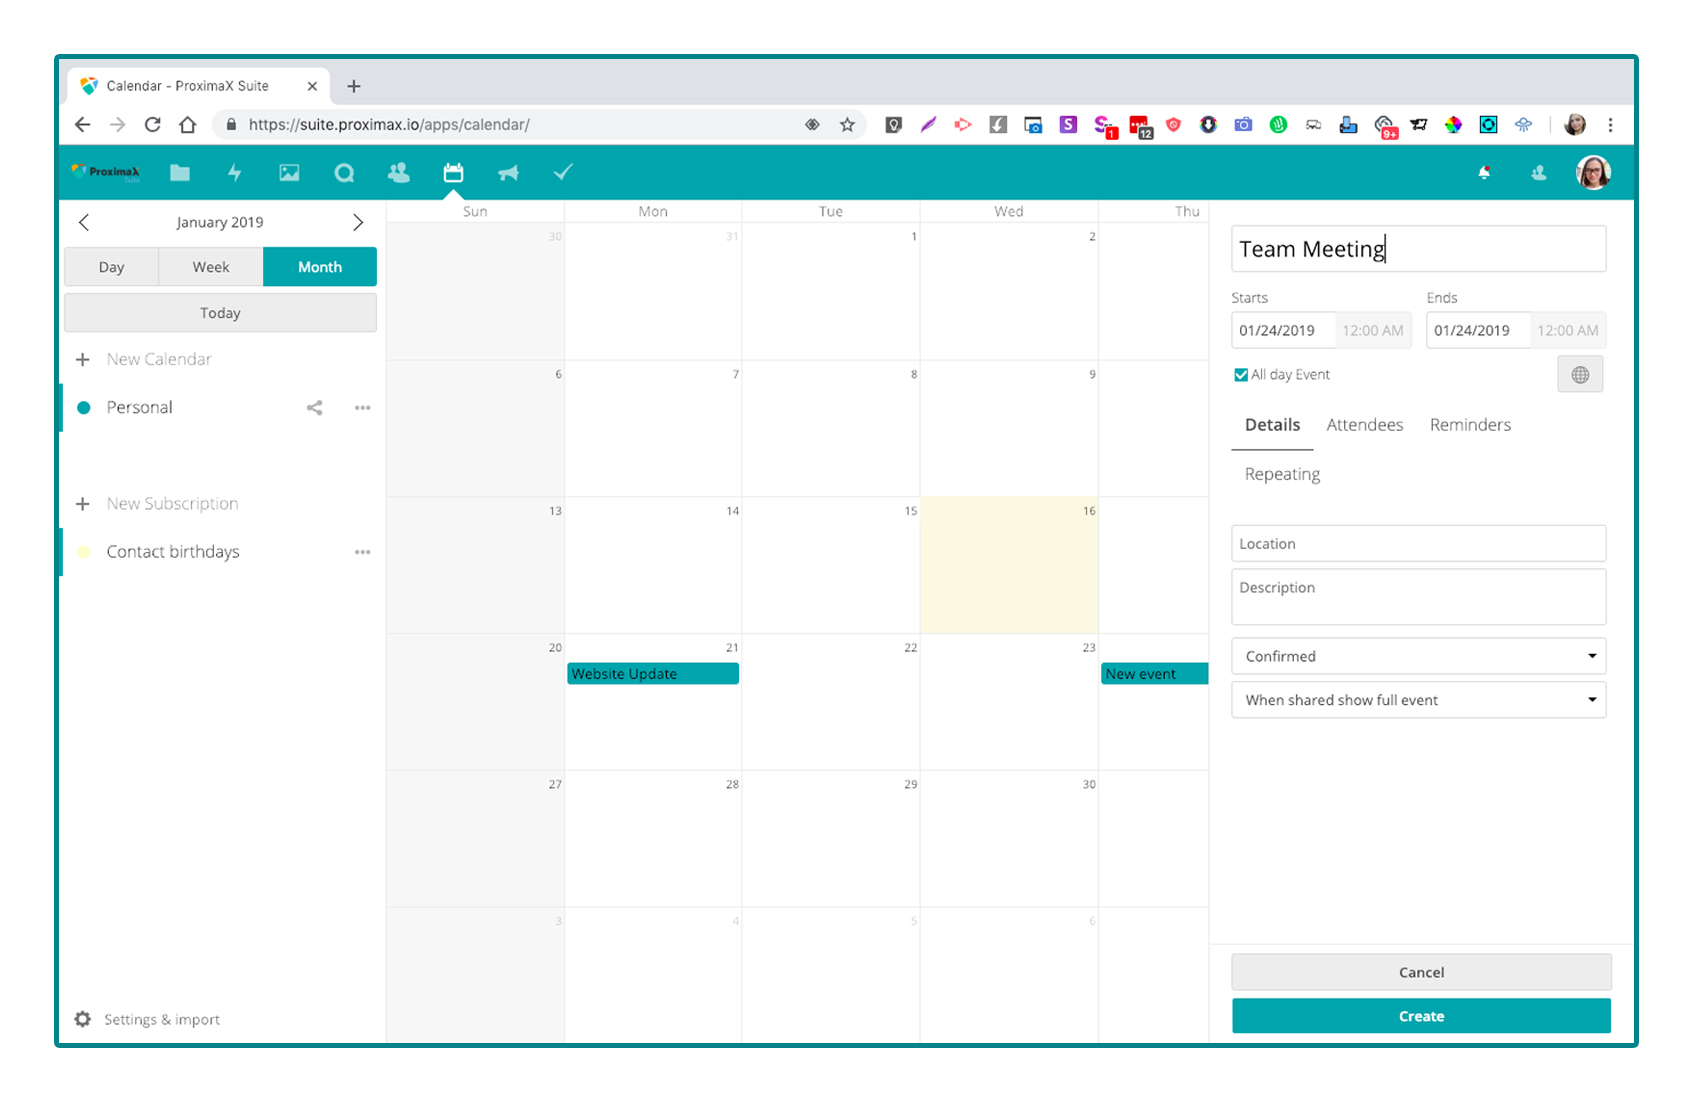 Calendar - ProximaX Suite
https://suite.proximax.io/apps/calendar/
1
12
9+
ProximaX
January 2019
Day Week Month
Today
+ New Calendar
Personal
+ New Subscription
Contact birthdays
Settings & import
Sun Mon Tue Wed Thu
30 31 1 2
6 7 8 9
13 14 15 16
20 21 22 23
Website Update New event
27 28 29 30
3 4 5 6
Team Meeting
Starts Ends
01/24/2019 12:00 AM 01/24/2019 12:00 AM
All day Event
Details Attendees Reminders
Repeating
Location
Description
Confirmed
When shared show full event
Cancel
Create